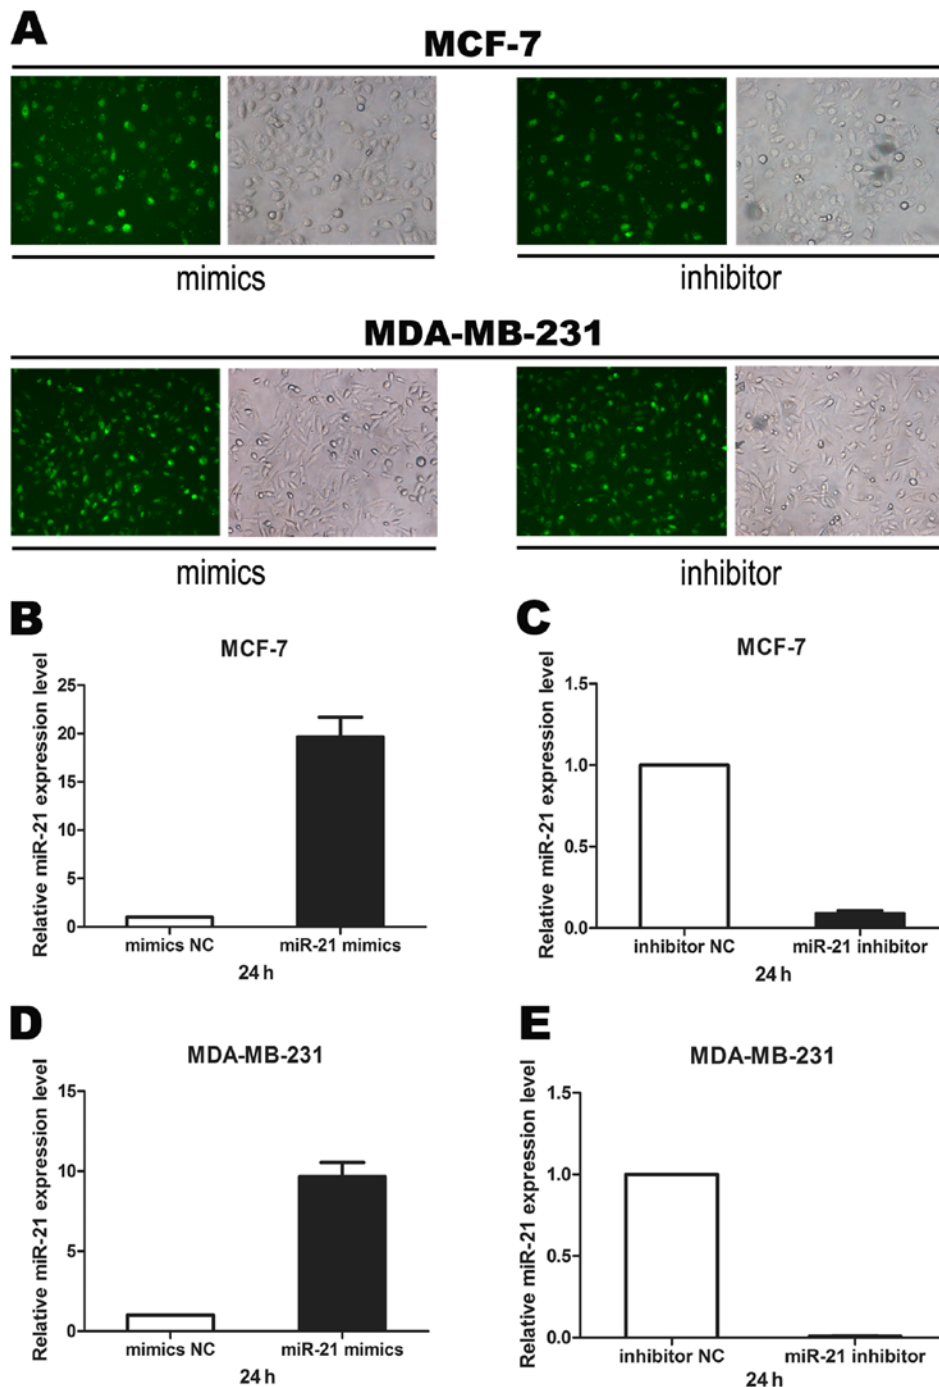 A
MCF-7
mimics
inhibitor
MDA-MB-231
mimics
inhibitor
B
MCF-7
Relative miR-21 expression level
25
20
15
10
5
0
mimics NC
miR-21 mimics
24 h
C
MCF-7
Relative miR-21 expression level
1.5
1.0
0.5
0.0
inhibitor NC
miR-21 inhibitor
24 h
D
MDA-MB-231
Relative miR-21 expression level
15
10
5
0
mimics NC
miR-21 mimics
24 h
E
MDA-MB-231
Relative miR-21 expression level
1.5
1.0
0.5
0.0
inhibitor NC
miR-21 inhibitor
24 h